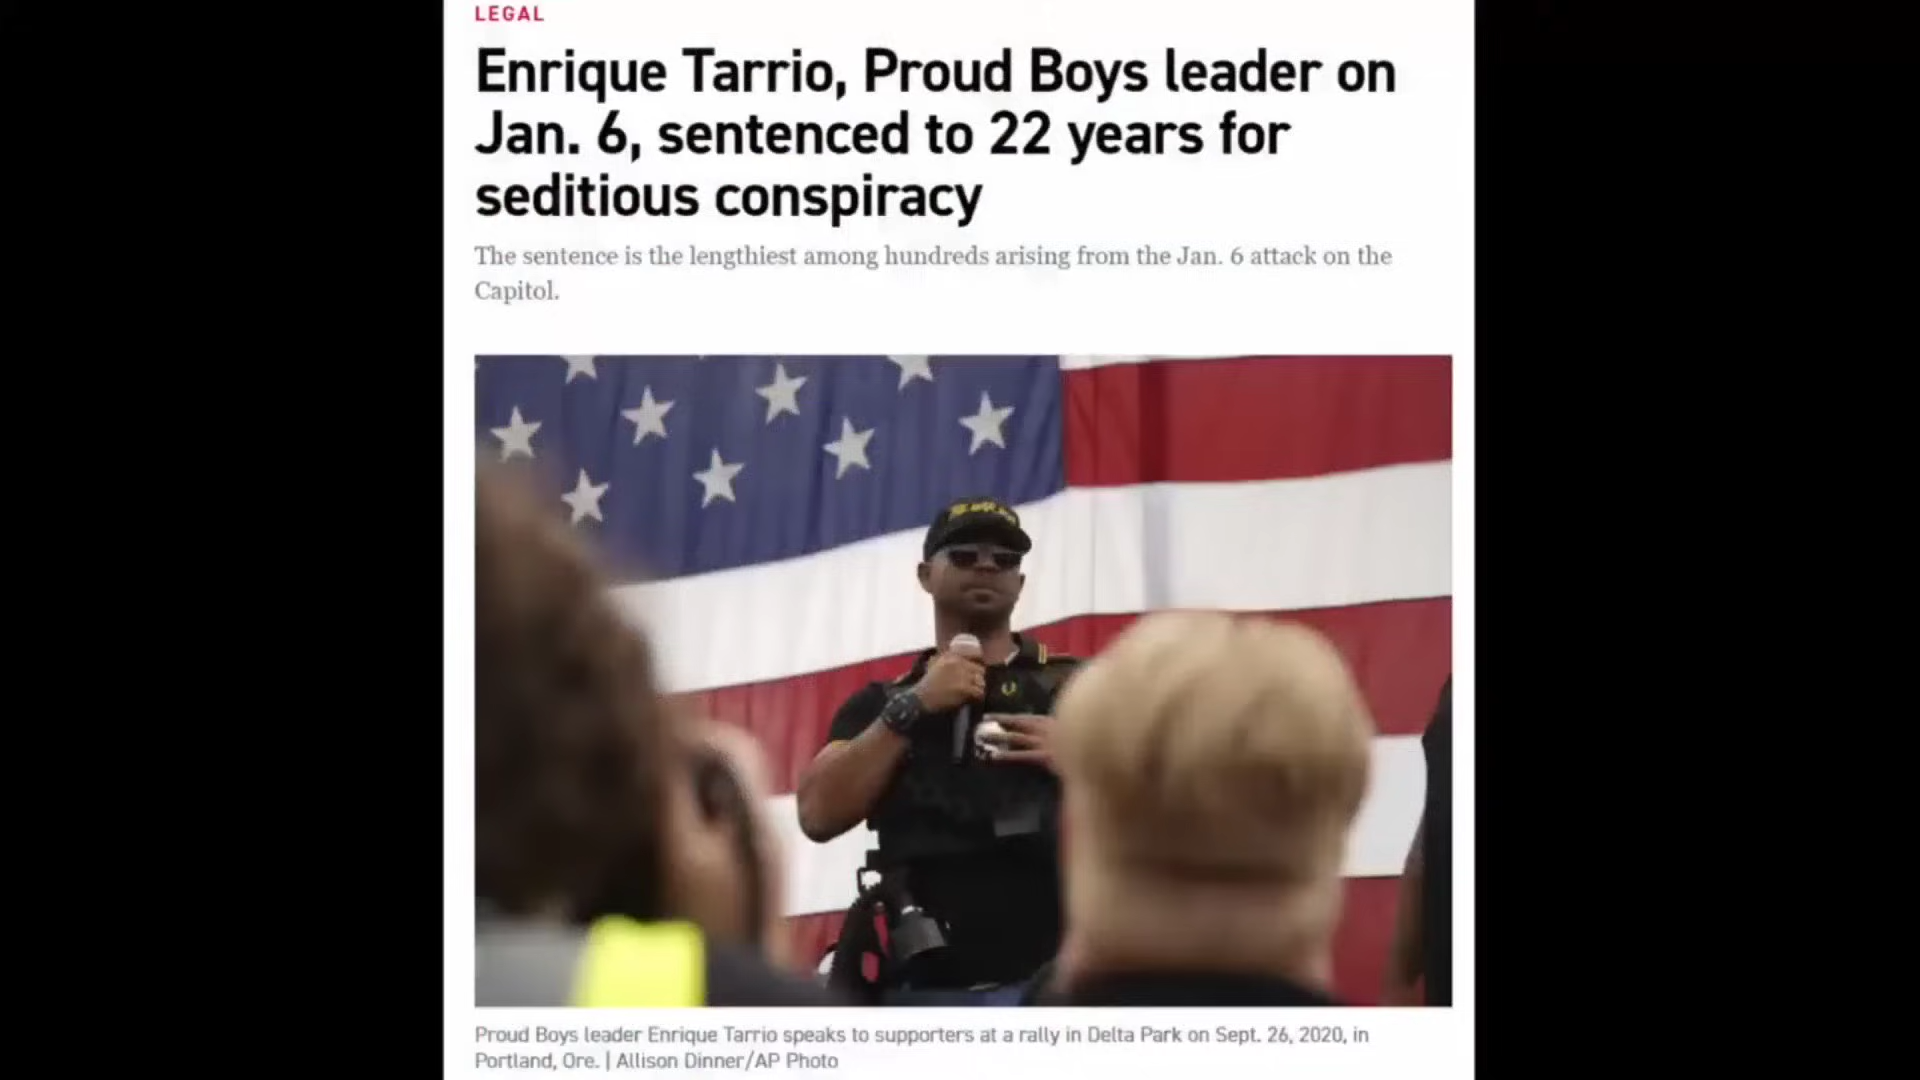 LEGAL
Enrique Tarrio, Proud Boys leader on
Jan. 6, sentenced to 22 years for
seditious conspiracy
The sentence is the lengthiest among hundreds arising from the Jan. 6 attack on the
Capitol.
Proud Boys leader Enrique Tarrio speaks to supporters at a rally in Delta Park on Sept. 26, 2020, in
Portland, Ore. | Allison Dinner/AP Photo